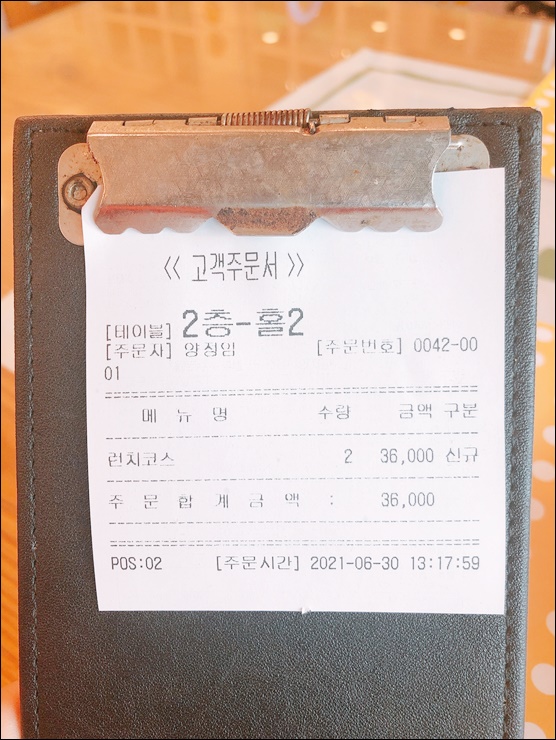 《 고객주문서 》
[테이블] 2층-홀2
[주문자] 양싱임 [주문번호] 0042-00
01
메 뉴 명 수량 금액 구분
런치코스 2 36,000 신규
주 문 합 계 금 액 : 36,000
POS:02 [주문시간] 2021-06-30 13:17:59